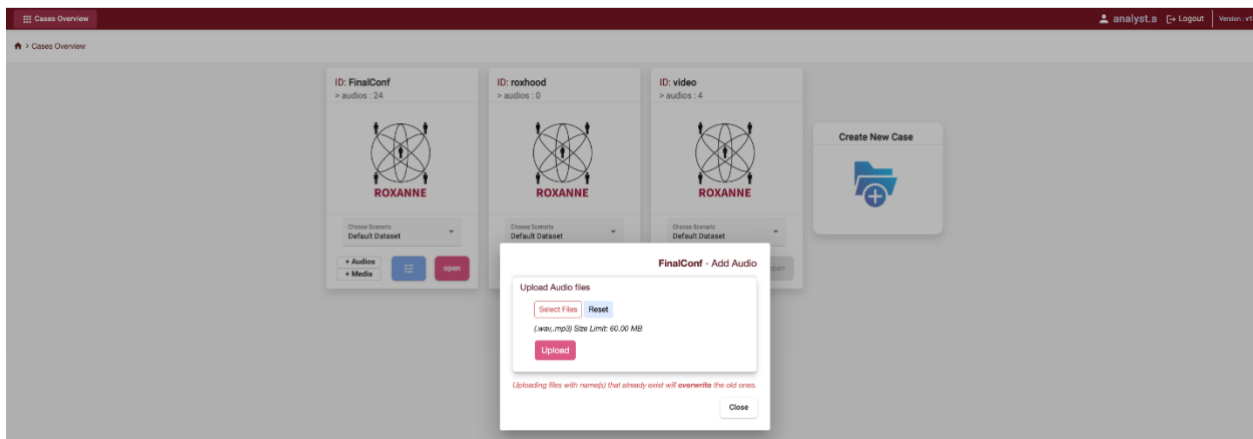 Cases Overview
analyst.a Logout Version : v1
> Cases Overview
ID: FinalConf
> audios : 24
ROXANNE
Choose Scenario
Default Dataset
+ Audios
+ Media
open
ID: roxhood
> audios : 0
ROXANNE
Choose Scenario
Default Dataset
ID: video
> audios : 4
ROXANNE
Choose Scenario
Default Dataset
open
Create New Case
FinalConf - Add Audio
Upload Audio files
Select Files Reset
(.wav,.mp3) Size Limit: 60.00 MB
Upload
Uploading files with name(s) that already exist will overwrite the old ones.
Close